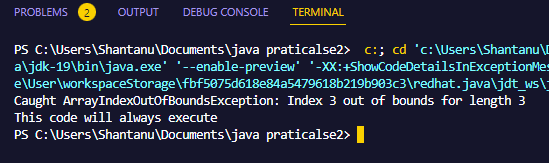 PROBLEMS 2 OUTPUT DEBUG CONSOLE TERMINAL
PS C:\Users\Shantanu\Documents\java praticalse2> c:; cd 'c:\Users\Shantanu\
a\jdk-19\bin\java.exe' '--enable-preview' '-XX:+ShowCodeDetailsInExceptionMes
e\User\workspaceStorage\fbf5075d618e84a5479618b219b903c3\redhat.java\jdt_ws\j
Caught ArrayIndexOutOfBoundsException: Index 3 out of bounds for length 3
This code will always execute
PS C:\Users\Shantanu\Documents\java praticalse2>